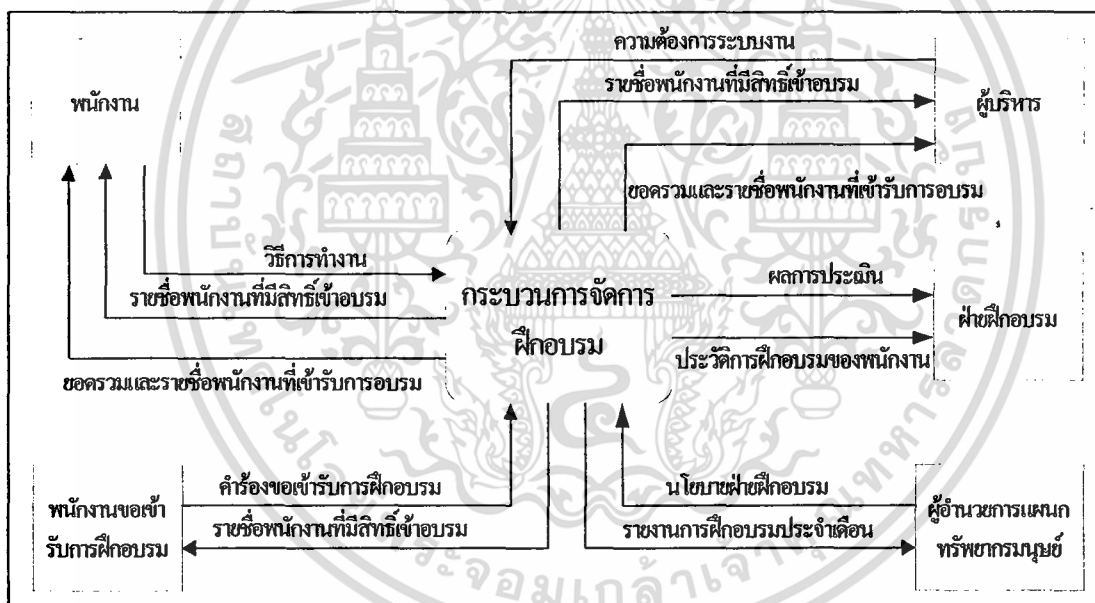 ความต้องการระบบงาน
รายชื่อพนักงานที่มีสิทธิ์เข้าอบรม
พนักงาน
ผู้บริหาร
ยอดรวมและรายชื่อพนักงานที่เข้ารับการอบรม
วิธีการทำงาน
รายชื่อพนักงานที่มีสิทธิ์เข้าอบรม
กระบวนการจัดการ
ฝึกอบรม
ผลการประเมิน
ฝ่ายฝึกอบรม
ประวัติการฝึกอบรมของพนักงาน
ยอดรวมและรายชื่อพนักงานที่เข้ารับการอบรม
พนักงานขอเข้า
รับการฝึกอบรม
คำร้องขอเข้ารับการฝึกอบรม
รายชื่อพนักงานที่มีสิทธิ์เข้าอบรม
นโยบายฝ่ายฝึกอบรม
รายงานการฝึกอบรมประจำเดือน
ผู้อำนวยการแผนก
ทรัพยากรมนุษย์